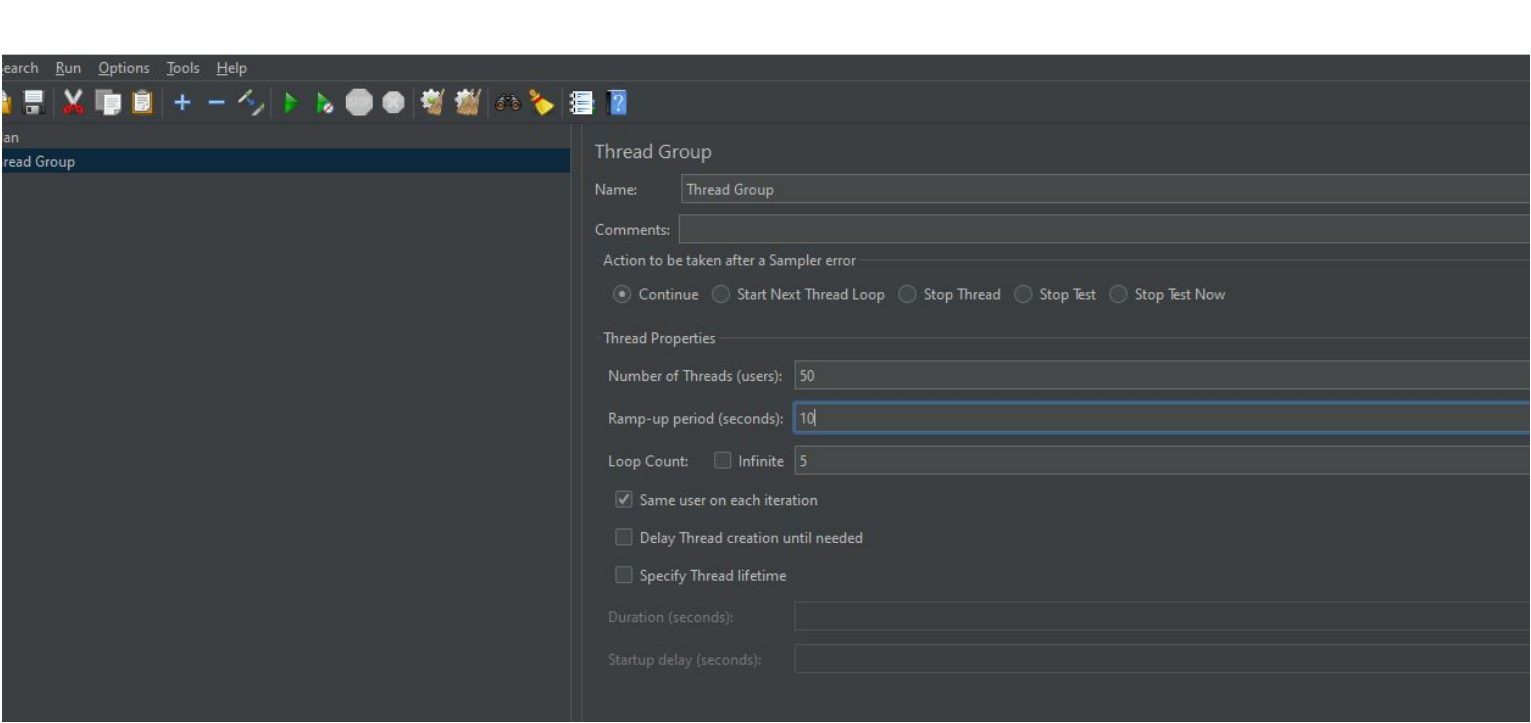 earch Run Options Tools Help
STOP
an
read Group
Thread Group
Name: Thread Group
Comments:
Action to be taken after a Sampler error
Continue Start Next Thread Loop Stop Thread Stop Test Stop Test Now
Thread Properties
Number of Threads (users): 50
Ramp-up period (seconds): 10
Loop Count: Infinite 5
Same user on each iteration
Delay Thread creation until needed
Specify Thread lifetime
Duration (seconds):
Startup delay (seconds):